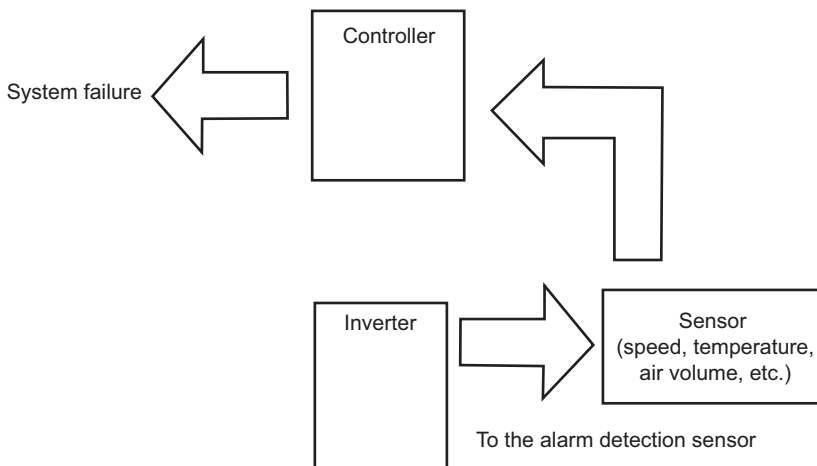 Controller
System failure
Inverter
Sensor
(speed, temperature,
air volume, etc.)
To the alarm detection sensor